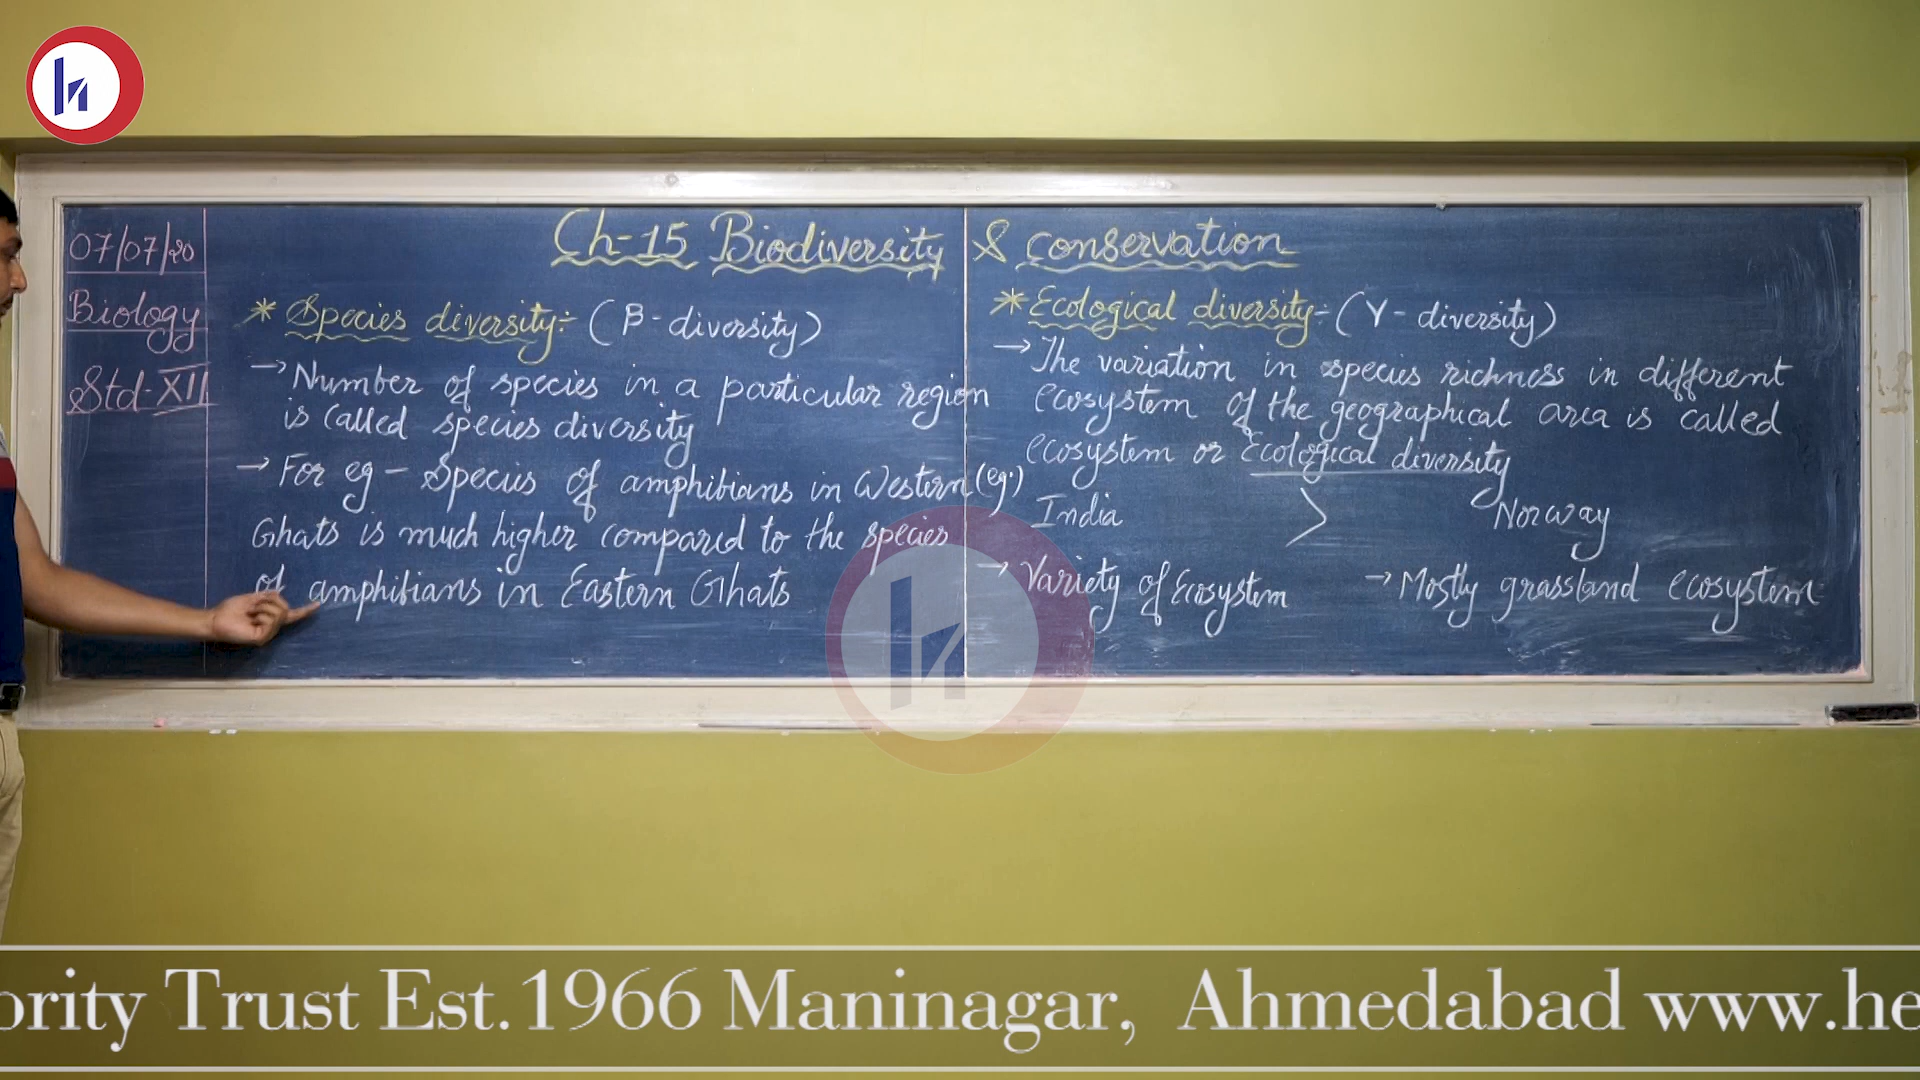 07/07/20
Biology
Std-XII
Ch-15 Biodiversity & Conservation
* Species diversity:- (β-diversity)
→ Number of species in a particular region
is called species diversity
→ For eg – Species of amphibians in Western
Ghats is much higher compared to the species
of amphibians in Eastern Ghats
* Ecological diversity:- (γ-diversity)
→ The variation in species richness in different
ecosystem of the geographical area is called
ecosystem or Ecological diversity
(eg.) India > Norway
→ Variety of Ecosystem → Mostly grassland ecosystem
ority Trust Est.1966 Maninagar, Ahmedabad www.he